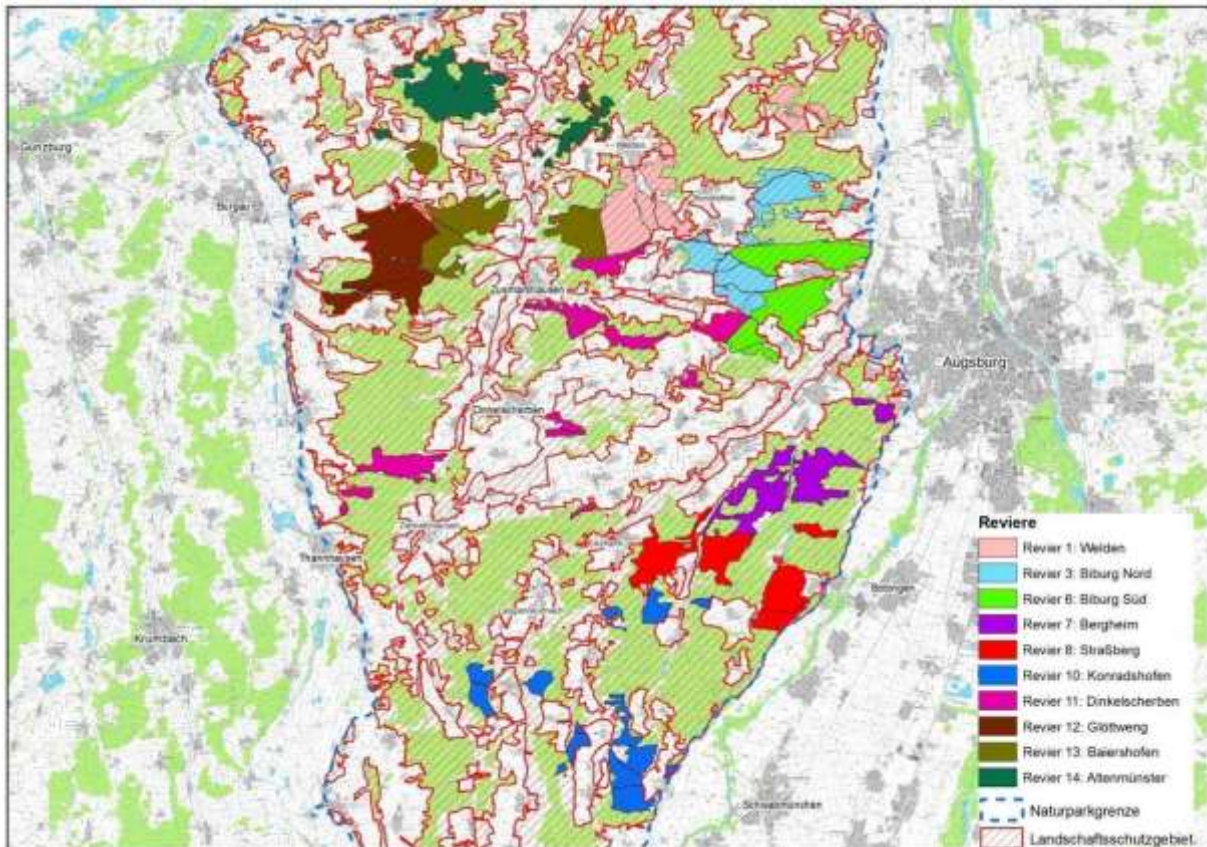 Günzburg
Burgau
Welden
Zusmarshausen
Augsburg
Dinkelscherben
Thannhausen
Krumbach
Bobingen
Schwabmünchen
Reviere
Revier 1: Welden
Revier 3: Biburg Nord
Revier 6: Biburg Süd
Revier 7: Bergheim
Revier 8: Straßberg
Revier 10: Konradshofen
Revier 11: Dinkelscherben
Revier 12: Glöttweng
Revier 13: Baiershofen
Revier 14: Altenmünster
Naturparkgrenze
Landschaftsschutzgebiet